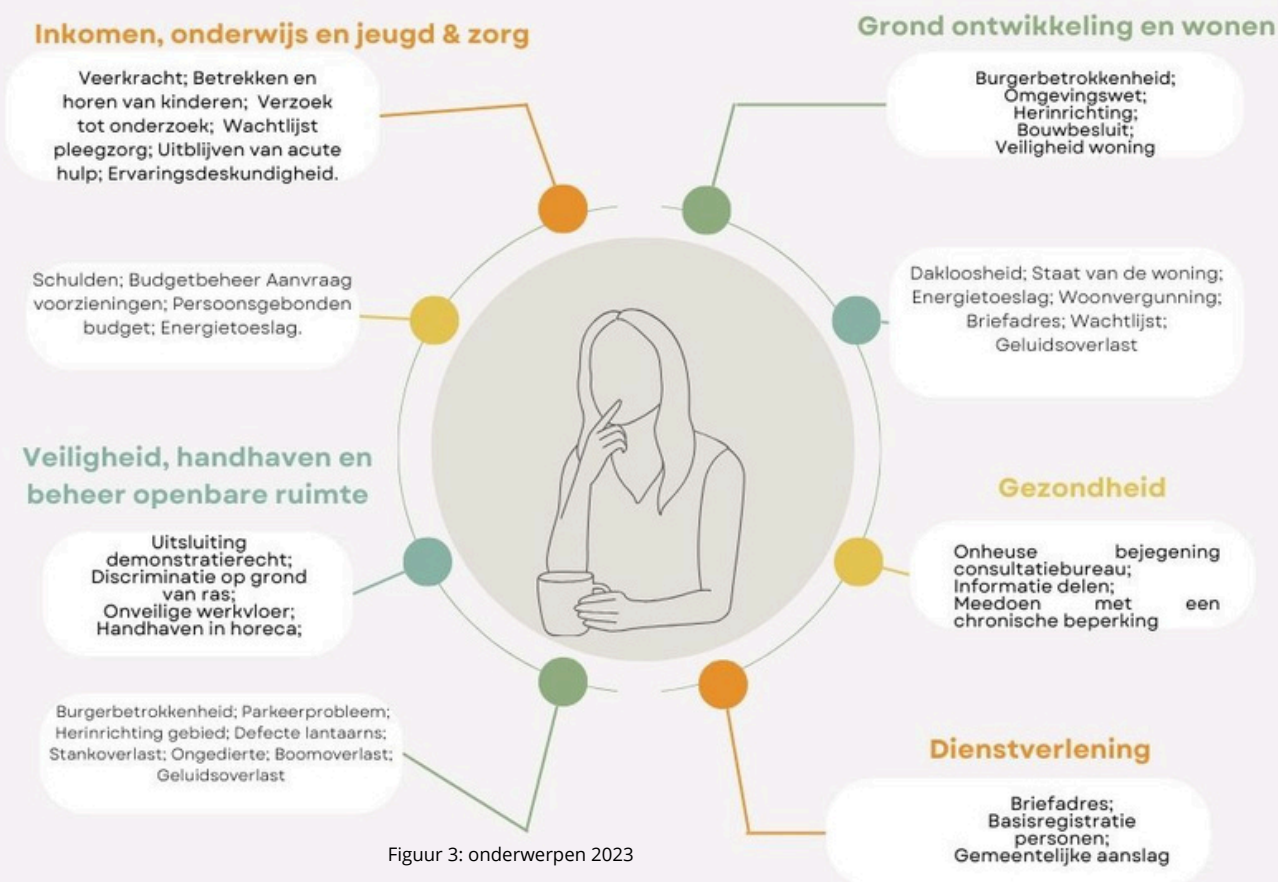 Inkomen, onderwijs en jeugd & zorg
Veerkracht; Betrekken en
horen van kinderen; Verzoek
tot onderzoek; Wachtlijst
pleegzorg; Uitblijven van acute
hulp; Ervaringsdeskundigheid.
Schulden; Budgetbeheer Aanvraag
voorzieningen; Persoonsgebonden
budget; Energietoeslag.
Veiligheid, handhaven en
beheer openbare ruimte
Uitsluiting
demonstratierecht;
Discriminatie op grond
van ras;
Onveilige werkvloer;
Handhaven in horeca;
Burgerbetrokkenheid; Parkeerprobleem;
Herinrichting gebied; Defecte lantaarns;
Stankoverlast; Ongedierte; Boomoverlast;
Geluidsoverlast
Grond ontwikkeling en wonen
Burgerbetrokkenheid;
Omgevingswet;
Herinrichting;
Bouwbesluit;
Veiligheid woning
Dakloosheid; Staat van de woning;
Energietoeslag; Woonvergunning;
Briefadres; Wachtlijst;
Geluidsoverlast
Gezondheid
Onheuse bejegening
consultatiebureau;
Informatie delen;
Meedoen met een
chronische beperking
Dienstverlening
Briefadres;
Basisregistratie
personen;
Gemeentelijke aanslag
Figuur 3: onderwerpen 2023